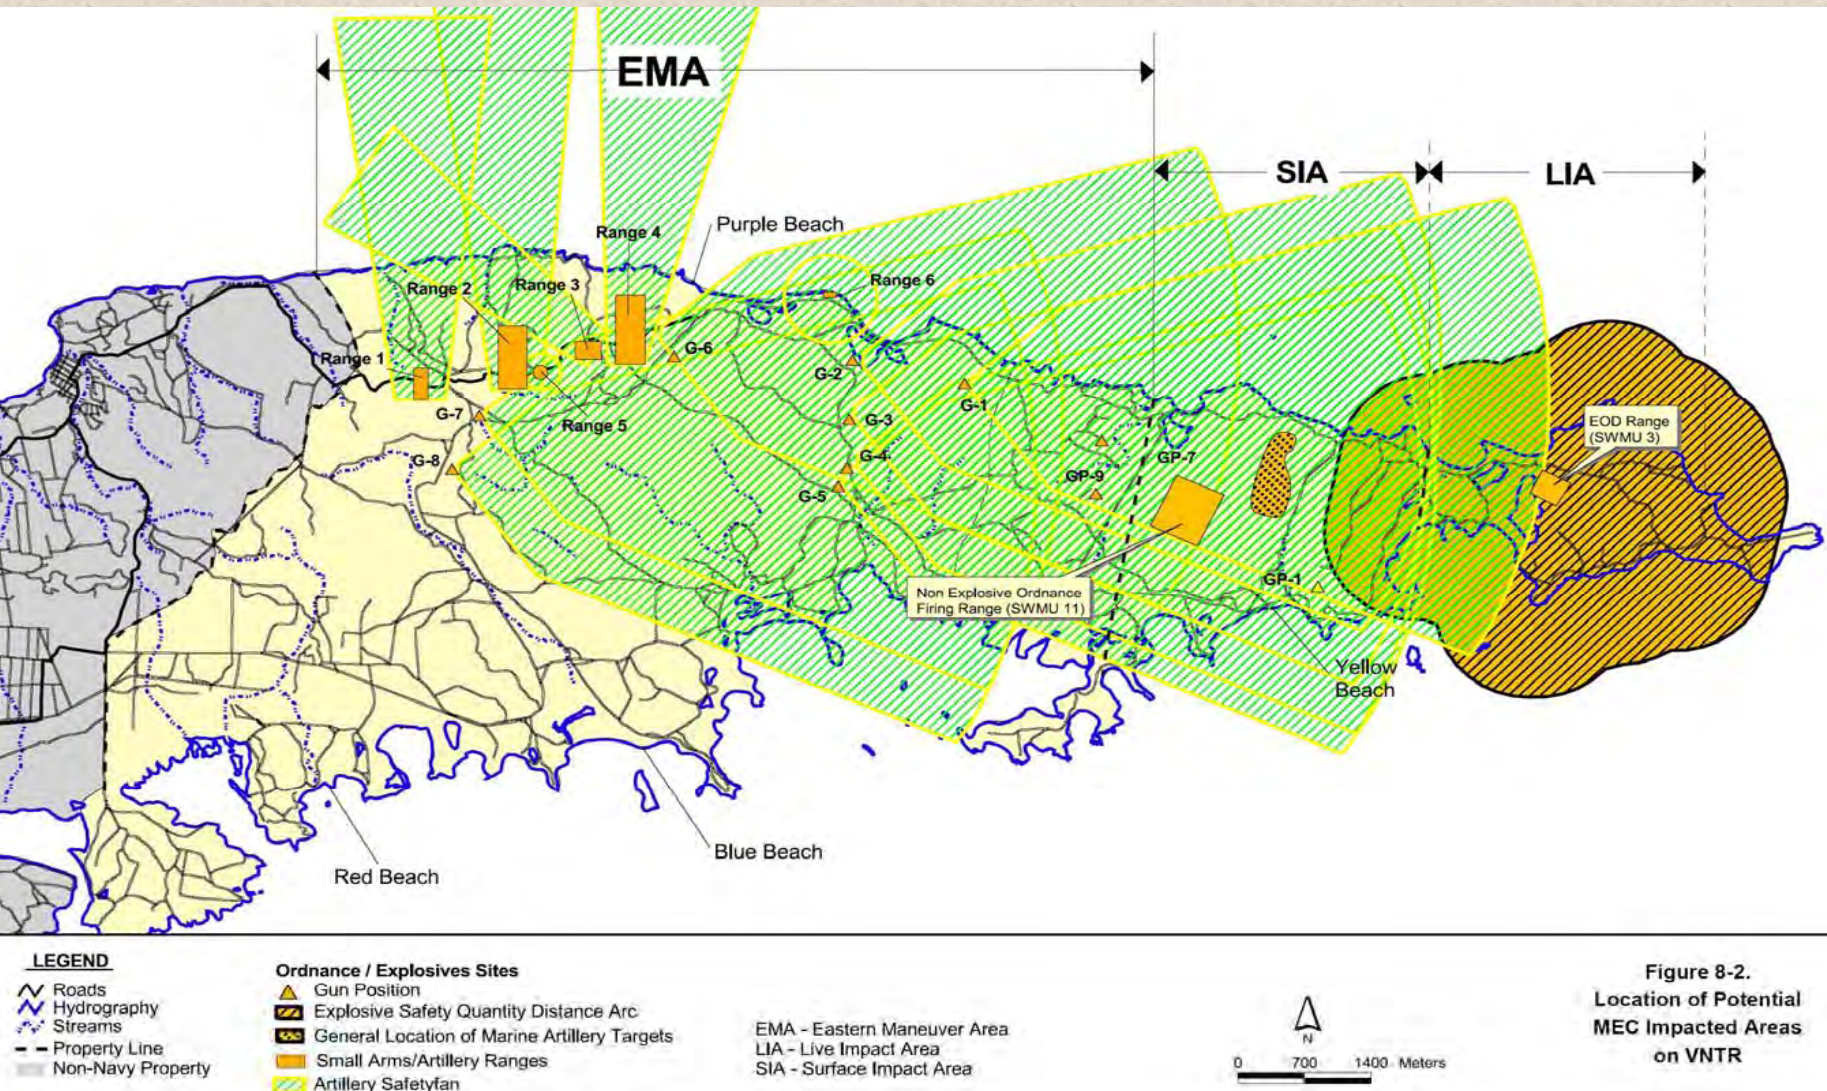 EMA
SIA
LIA
Purple Beach
Range 4
Range 6
Range 2
Range 3
Range 1
G-6
G-2
G-1
G-7
Range 5
G-3
EOD Range
(SWMU 3)
G-8
G-4
GP-7
GP-9
G-5
Non Explosive Ordnance
Firing Range (SWMU 11)
GP-1
Yellow
Beach
Blue Beach
Red Beach
LEGEND
Roads
Hydrography
Streams
Property Line
Non-Navy Property
Ordnance / Explosives Sites
Gun Position
Explosive Safety Quantity Distance Arc
General Location of Marine Artillery Targets
Small Arms/Artillery Ranges
Artillery Safetyfan
EMA - Eastern Maneuver Area
LIA - Live Impact Area
SIA - Surface Impact Area
N
0 700 1400 Meters
Figure 8-2.
Location of Potential
MEC Impacted Areas
on VNTR